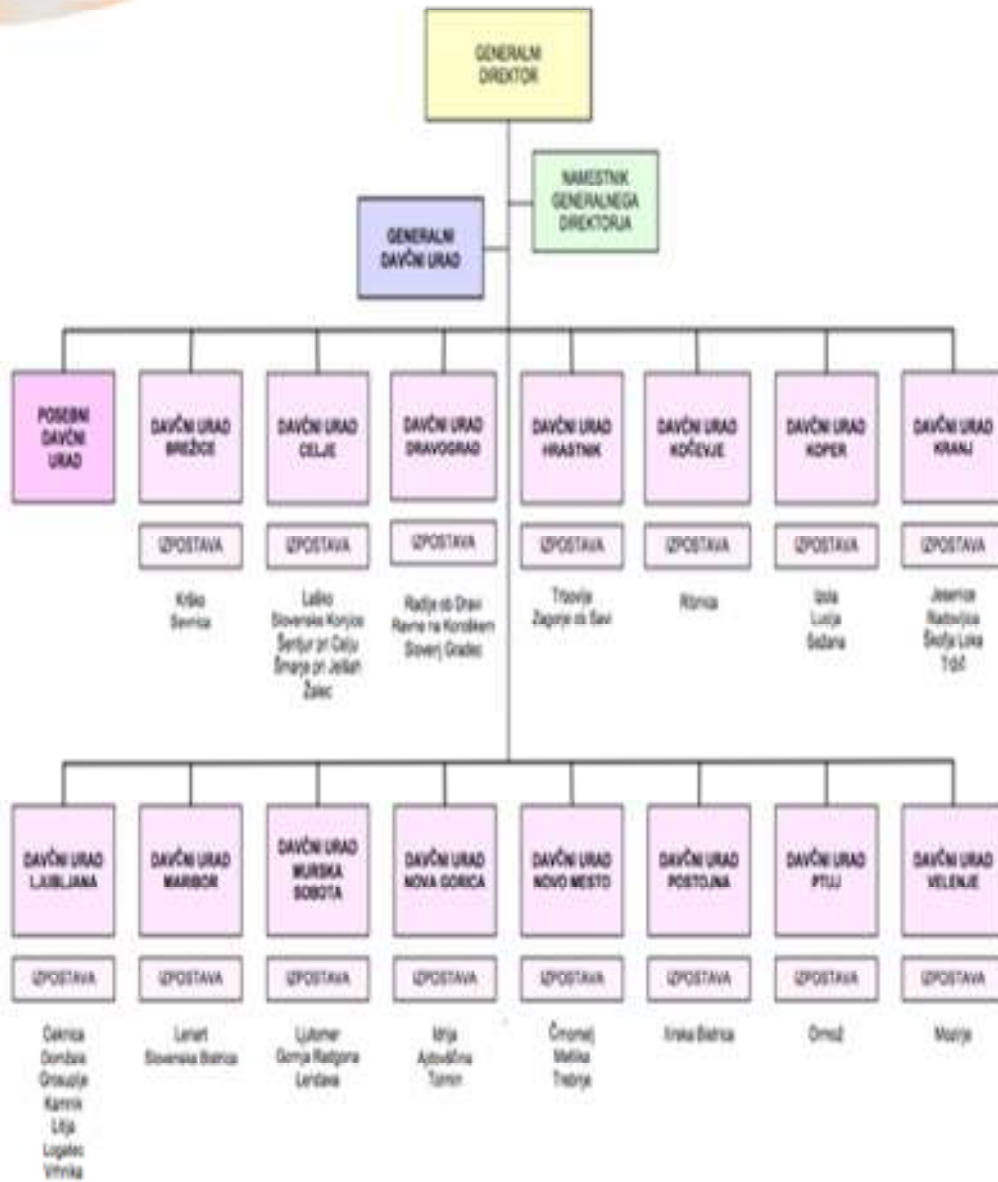 GENERALNI
DIREKTOR
NAMESTNIK
GENERALNEGA
DIREKTORJA
GENERALNI
DAVČNI URAD
POSEBNI
DAVČNI
URAD
DAVČNI URAD
BREŽICE
DAVČNI URAD
CELJE
DAVČNI URAD
DRAVOGRAD
DAVČNI URAD
HRASTNIK
DAVČNI URAD
KOČEVJE
DAVČNI URAD
KOPER
DAVČNI URAD
KRANJ
IZPOSTAVA
IZPOSTAVA
IZPOSTAVA
IZPOSTAVA
IZPOSTAVA
IZPOSTAVA
IZPOSTAVA
Krško
Sevnica
Laško
Slovenske Konjice
Šentjur pri Celju
Šmarje pri Jelšah
Žalec
Radlje ob Dravi
Ravne na Koroškem
Slovenj Gradec
Trbovlje
Zagorje ob Savi
Ribnica
Izola
Lucija
Sežana
Jesenice
Radovljica
Škofja Loka
Tržič
DAVČNI URAD
LJUBLJANA
DAVČNI URAD
MARIBOR
DAVČNI URAD
MURSKA
SOBOTA
DAVČNI URAD
NOVA GORICA
DAVČNI URAD
NOVO MESTO
DAVČNI URAD
POSTOJNA
DAVČNI URAD
PTUJ
DAVČNI URAD
VELENJE
IZPOSTAVA
IZPOSTAVA
IZPOSTAVA
IZPOSTAVA
IZPOSTAVA
IZPOSTAVA
IZPOSTAVA
IZPOSTAVA
Cerknica
Domžale
Grosuplje
Kamnik
Litija
Logatec
Vrhnika
Lenart
Slovenska Bistrica
Ljutomer
Gornja Radgona
Lendava
Idrija
Ajdovščina
Tolmin
Črnomelj
Metlika
Trebnje
Ilirska Bistrica
Ormož
Mozirje